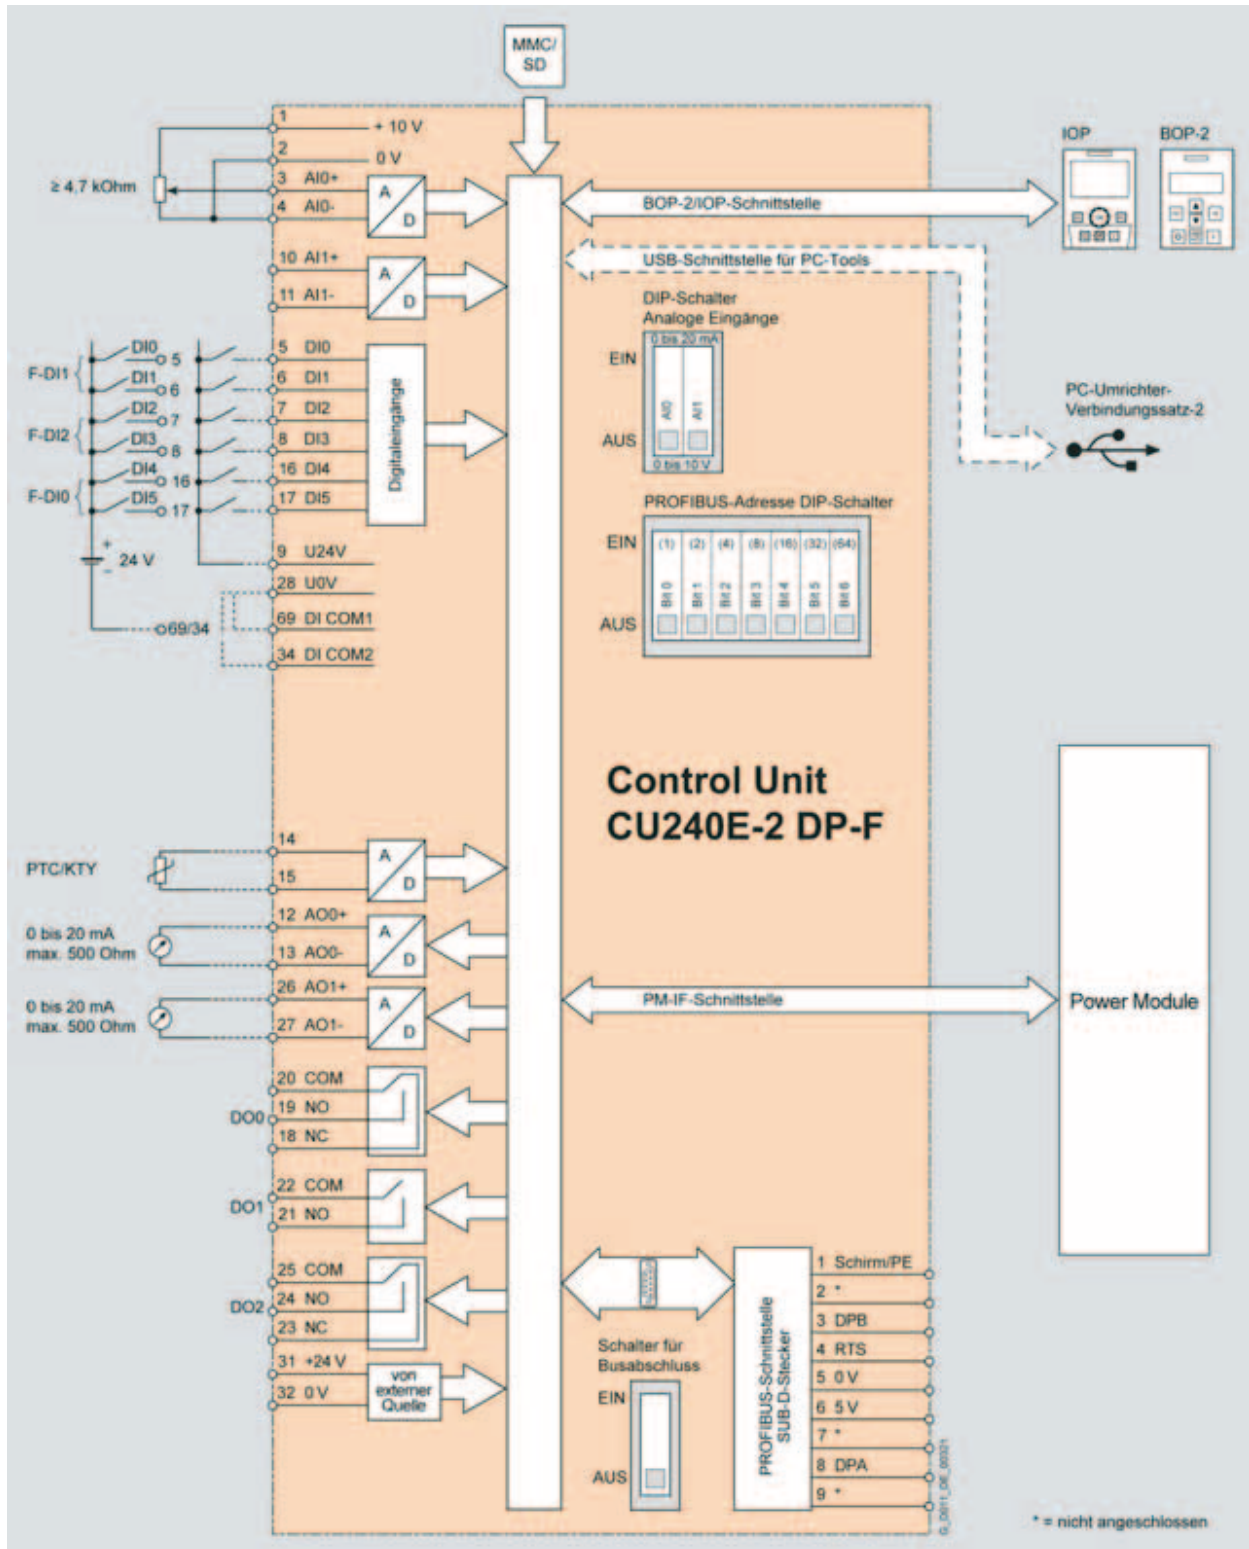 MMC/
SD
1
+ 10 V
2
0 V
≥ 4,7 kOhm
3 AI0+
4 AI0-
A
D
10 AI1+
11 AI1-
A
D
IOP
BOP-2
BOP-2/IOP-Schnittstelle
USB-Schnittstelle für PC-Tools
DIP-Schalter
Analoge Eingänge
0 bis 20 mA
EIN
AI0
AI1
AUS
0 bis 10 V
PC-Umrichter-
Verbindungssatz-2
F-DI1
DI0
5
DI1
6
F-DI2
DI2
7
DI3
8
F-DI0
DI4
16
DI5
17
5 DI0
6 DI1
7 DI2
8 DI3
16 DI4
17 DI5
Digitaleingänge
+
24 V
–
9 U24V
28 U0V
69/34
69 DI COM1
34 DI COM2
PROFIBUS-Adresse DIP-Schalter
EIN
(1) (2) (4) (8) (16) (32) (64)
Bit 0
Bit 1
Bit 2
Bit 3
Bit 4
Bit 5
Bit 6
AUS
Control Unit
CU240E-2 DP-F
14
PTC/KTY
15
A
D
0 bis 20 mA
max. 500 Ohm
12 AO0+
13 AO0-
A
D
0 bis 20 mA
max. 500 Ohm
26 AO1+
27 AO1-
A
D
PM-IF-Schnittstelle
Power Module
DO0
20 COM
19 NO
18 NC
DO1
22 COM
21 NO
DO2
25 COM
24 NO
23 NC
31 +24 V
32 0 V
von
externer
Quelle
Schalter für
Busabschluss
EIN
AUS
PROFIBUS-Schnittstelle
SUB-D-Stecker
1 Schirm/PE
2 *
3 DPB
4 RTS
5 0 V
6 5 V
7 *
8 DPA
9 *
G_D011_DE_00321
* = nicht angeschlossen